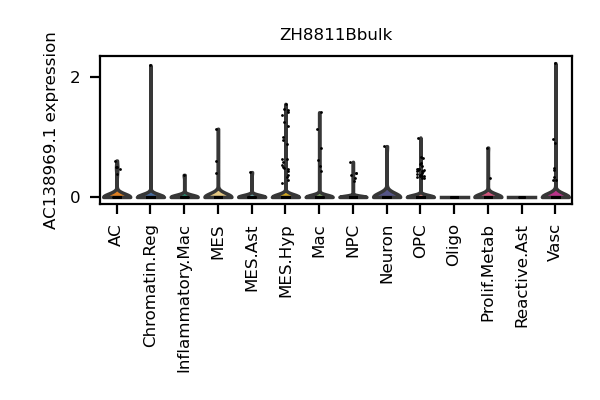 ZH8811Bbulk
AC138969.1 expression
2
0
AC
Chromatin.Reg
Inflammatory.Mac
MES
MES.Ast
MES.Hyp
Mac
NPC
Neuron
OPC
Oligo
Prolif.Metab
Reactive.Ast
Vasc